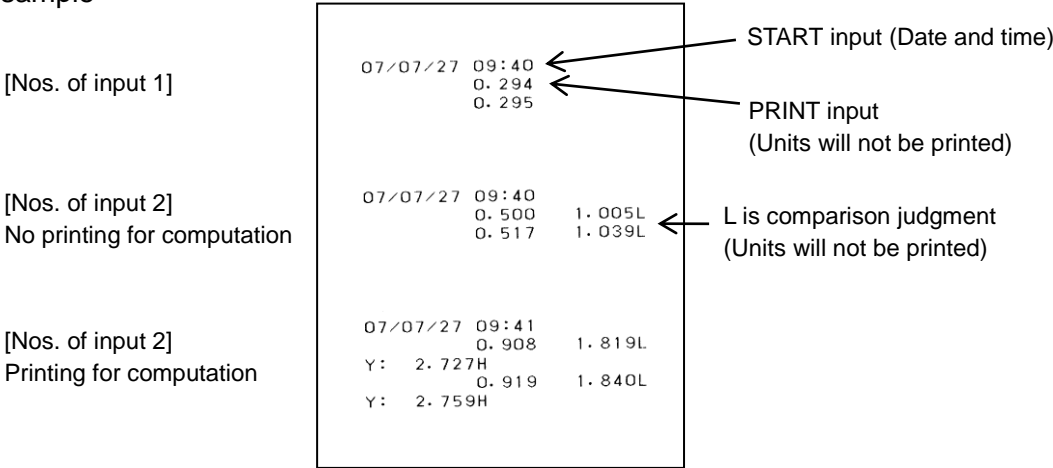 sample
[Nos. of input 1]
07/07/27 09:40
0.294
0.295
START input (Date and time)
PRINT input
(Units will not be printed)
[Nos. of input 2]
No printing for computation
07/07/27 09:40
0.500 1.005L
0.517 1.039L
L is comparison judgment
(Units will not be printed)
[Nos. of input 2]
Printing for computation
07/07/27 09:41
0.908 1.819L
Y: 2.727H
0.919 1.840L
Y: 2.759H